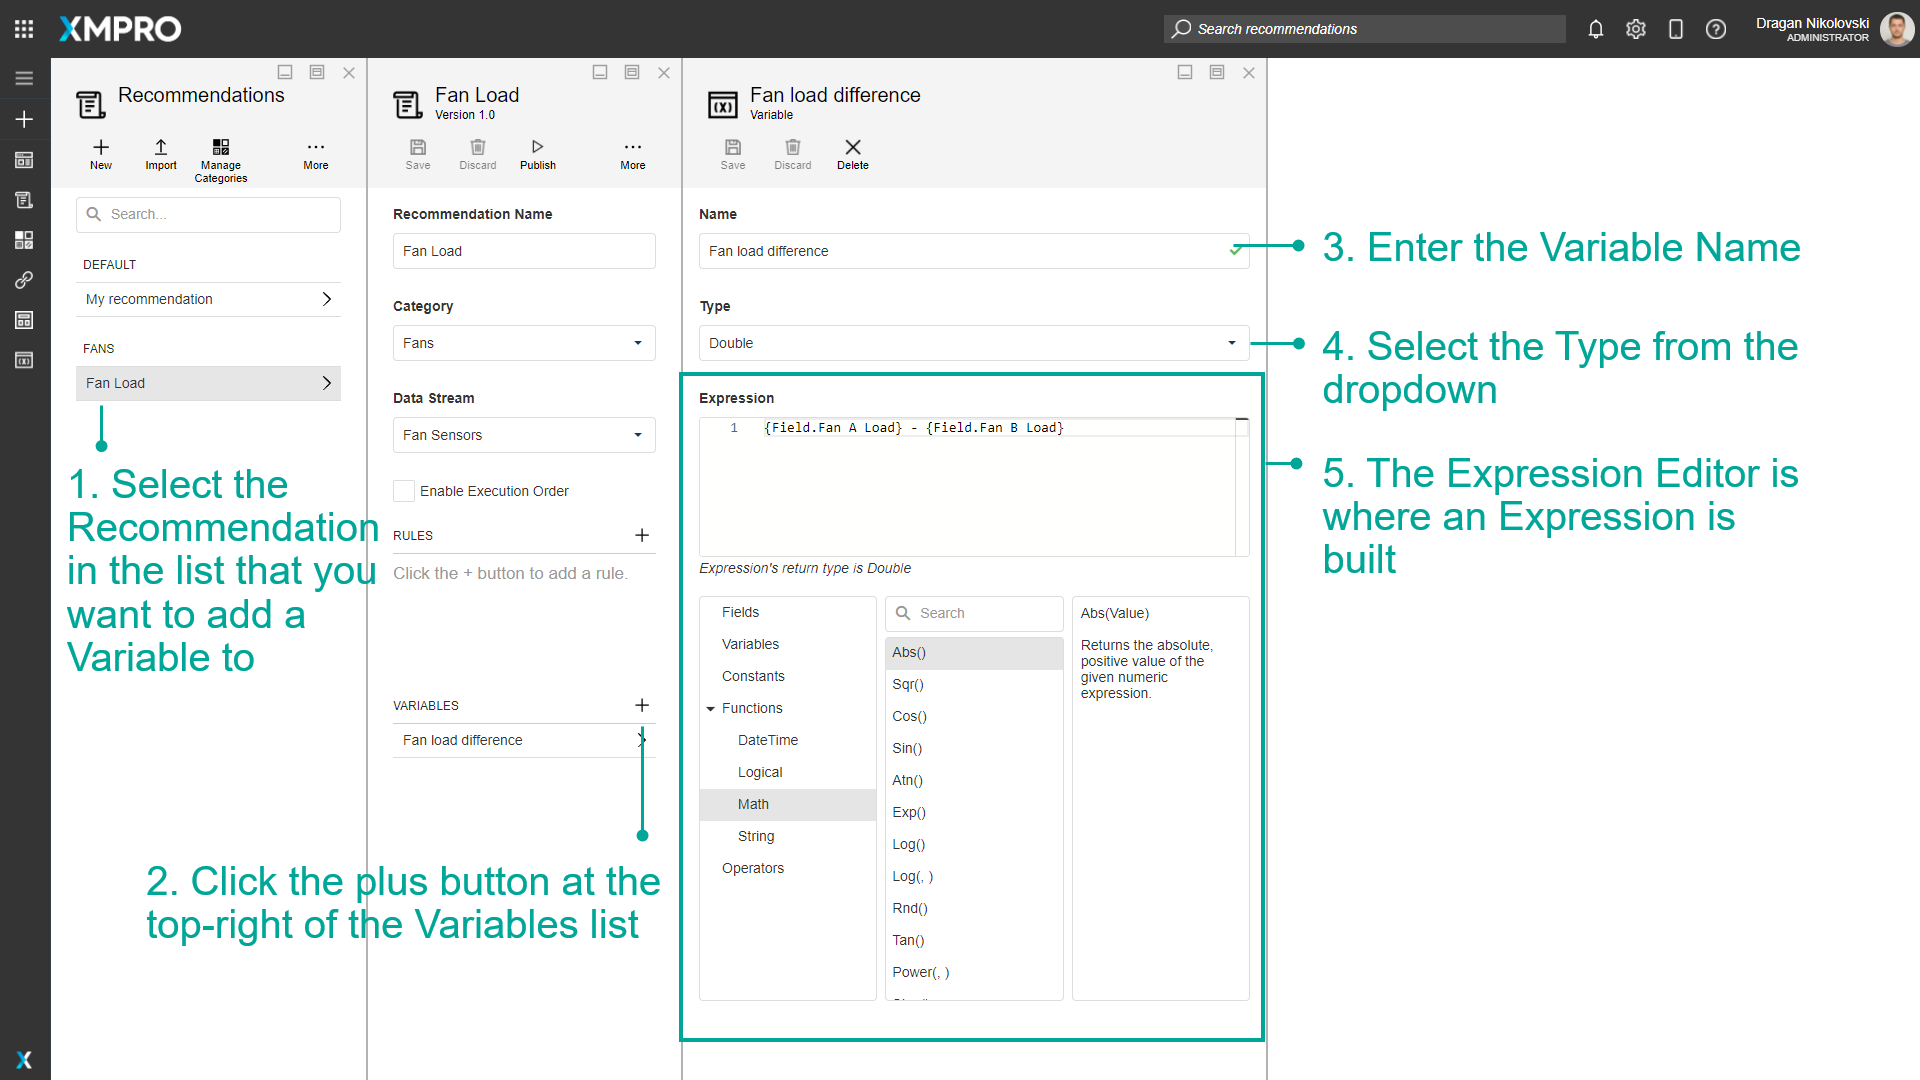 XMPRO
Search recommendations
Dragan Nikolovski
ADMINISTRATOR
Recommendations
New
Import
Manage
Categories
More
Search...
DEFAULT
My recommendation
FANS
Fan Load
1. Select the
Recommendation
in the list that you
want to add a
Variable to
Fan Load
Version 1.0
Save
Discard
Publish
More
Recommendation Name
Fan Load
Category
Fans
Data Stream
Fan Sensors
Enable Execution Order
RULES
Click the + button to add a rule.
VARIABLES
Fan load difference
2. Click the plus button at the
top-right of the Variables list
Fan load difference
Variable
Save
Discard
Delete
Name
Fan load difference
Type
Double
Expression
1 {Field.Fan A Load} - {Field.Fan B Load}
Expression's return type is Double
Fields
Variables
Constants
Functions
DateTime
Logical
Math
String
Operators
Search
Abs()
Sqr()
Cos()
Sin()
Atn()
Exp()
Log()
Log(, )
Rnd()
Tan()
Power(, )
Abs(Value)
Returns the absolute,
positive value of the
given numeric
expression.
3. Enter the Variable Name
4. Select the Type from the
dropdown
5. The Expression Editor is
where an Expression is
built